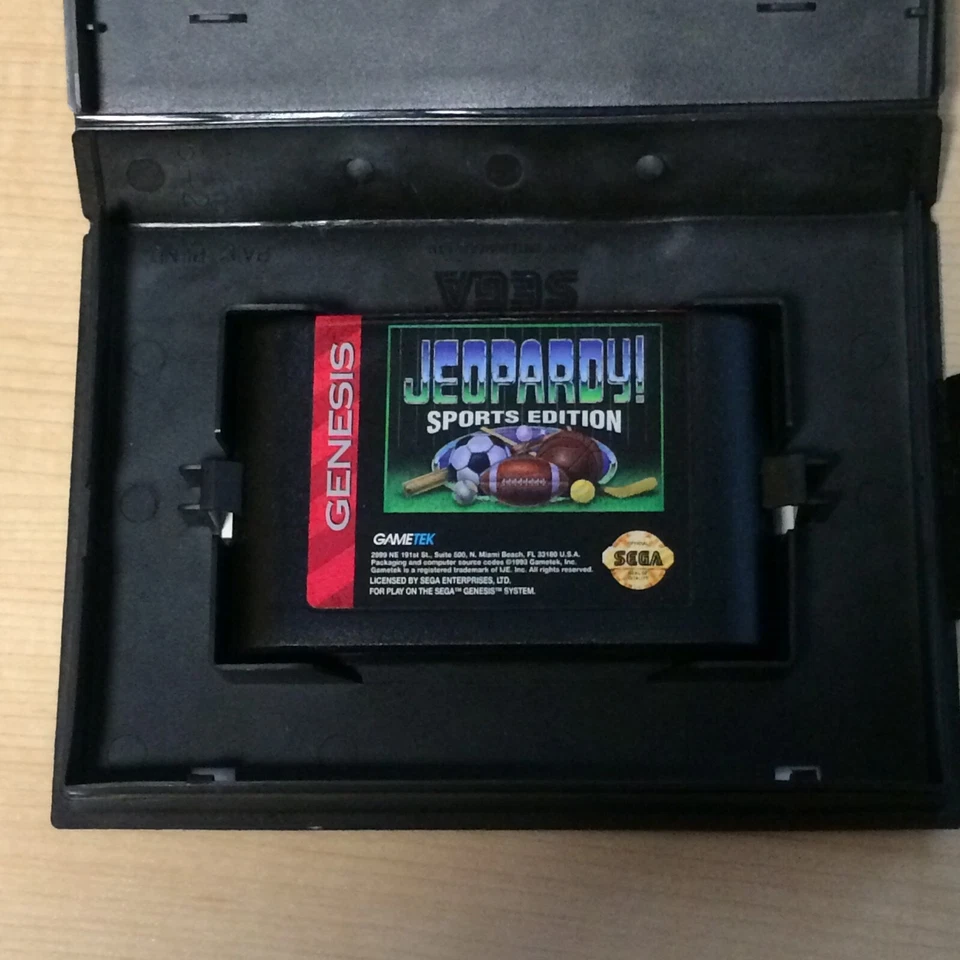 SEGA
GENESIS
JEOPARDY!
SPORTS EDITION
GAMETEK
2999 NE 191st St., Suite 500, N. Miami Beach, FL 33180 U.S.A.
Packaging and computer source codes ©1993 Gametek, Inc.
Gametek is a registered trademark of IJE, Inc. All rights reserved.
LICENSED BY SEGA ENTERPRISES, LTD.
FOR PLAY ON THE SEGA™ GENESIS™ SYSTEM.
SEGA